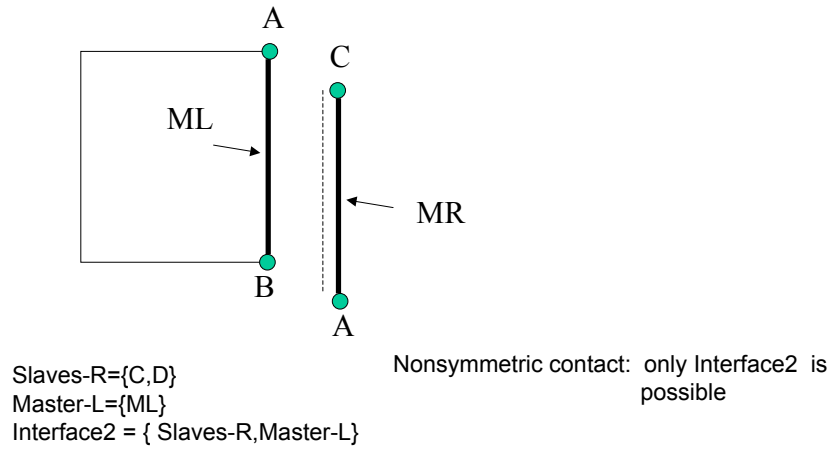 A
C
ML
MR
B
A
Slaves-R={C,D}
Master-L={ML}
Interface2 = { Slaves-R,Master-L}
Nonsymmetric contact: only Interface2 is
possible